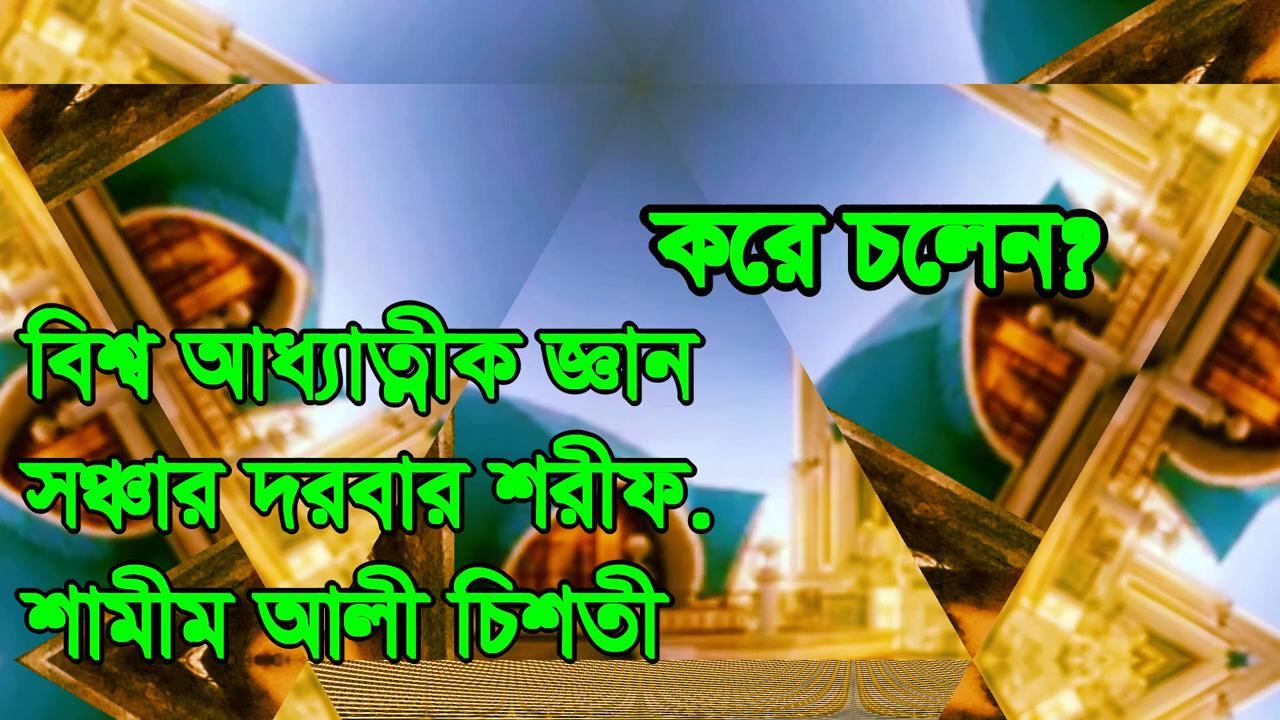 করে চলেন?
বিশ্ব আধ্যাত্নীক জ্ঞান
সঞ্চার দরবার শরীফ.
শামীম আলী চিশতী